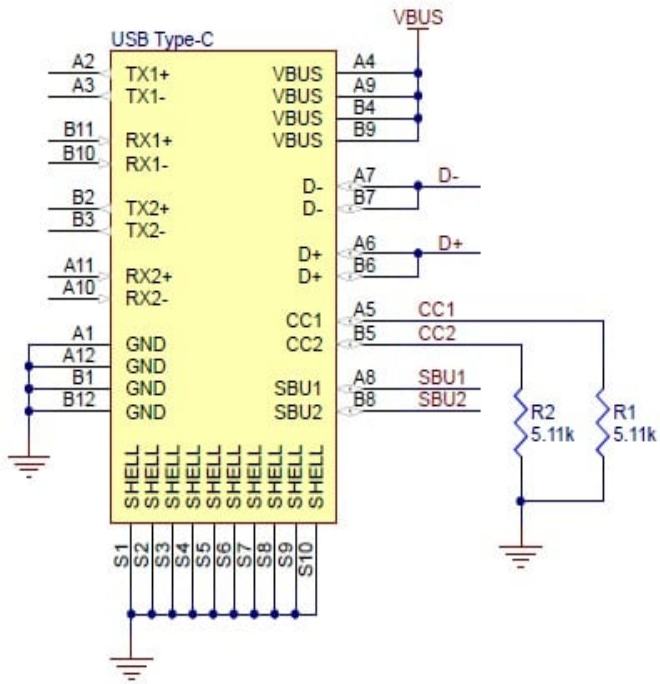 VBUS
USB Type-C
A2 TX1+ VBUS A4
A3 TX1- VBUS A9
VBUS B4
B11 RX1+ VBUS B9
B10 RX1-
D- A7 D-
B2 TX2+ D- B7
B3 TX2-
D+ A6 D+
A11 RX2+ D+ B6
A10 RX2-
CC1 A5 CC1
A1 GND CC2 B5 CC2
A12 GND
B1 GND SBU1 A8 SBU1
B12 GND SBU2 B8 SBU2
R2 R1
5.11k 5.11k
SHELL SHELL SHELL SHELL SHELL SHELL SHELL SHELL SHELL SHELL
S1 S2 S3 S4 S5 S6 S7 S8 S9 S10